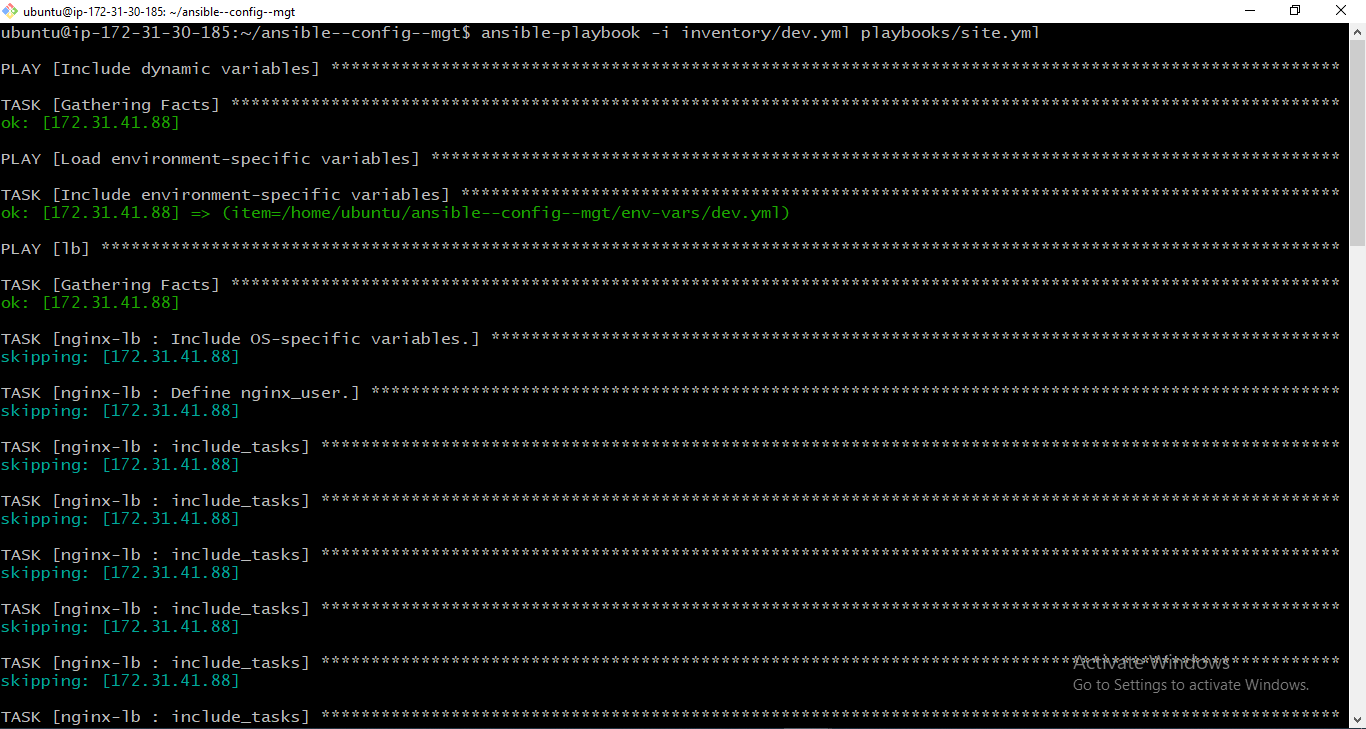 ubuntu@ip-172-31-30-185: ~/ansible--config--mgt
ubuntu@ip-172-31-30-185:~/ansible--config--mgt$ ansible-playbook -i inventory/dev.yml playbooks/site.yml
PLAY [Include dynamic variables] *****************************************************************************************************
TASK [Gathering Facts] ***************************************************************************************************************
ok: [172.31.41.88]
PLAY [Load environment-specific variables] *******************************************************************************************
TASK [Include environment-specific variables] ****************************************************************************************
ok: [172.31.41.88] => (item=/home/ubuntu/ansible--config--mgt/env-vars/dev.yml)
PLAY [lb] ****************************************************************************************************************************
TASK [Gathering Facts] ***************************************************************************************************************
ok: [172.31.41.88]
TASK [nginx-lb : Include OS-specific variables.] *************************************************************************************
skipping: [172.31.41.88]
TASK [nginx-lb : Define nginx_user.] *************************************************************************************************
skipping: [172.31.41.88]
TASK [nginx-lb : include_tasks] ******************************************************************************************************
skipping: [172.31.41.88]
TASK [nginx-lb : include_tasks] ******************************************************************************************************
skipping: [172.31.41.88]
TASK [nginx-lb : include_tasks] ******************************************************************************************************
skipping: [172.31.41.88]
TASK [nginx-lb : include_tasks] ******************************************************************************************************
skipping: [172.31.41.88]
TASK [nginx-lb : include_tasks] ******************************************************************************************************
skipping: [172.31.41.88]
TASK [nginx-lb : include_tasks] ******************************************************************************************************
Activate Windows
Go to Settings to activate Windows.